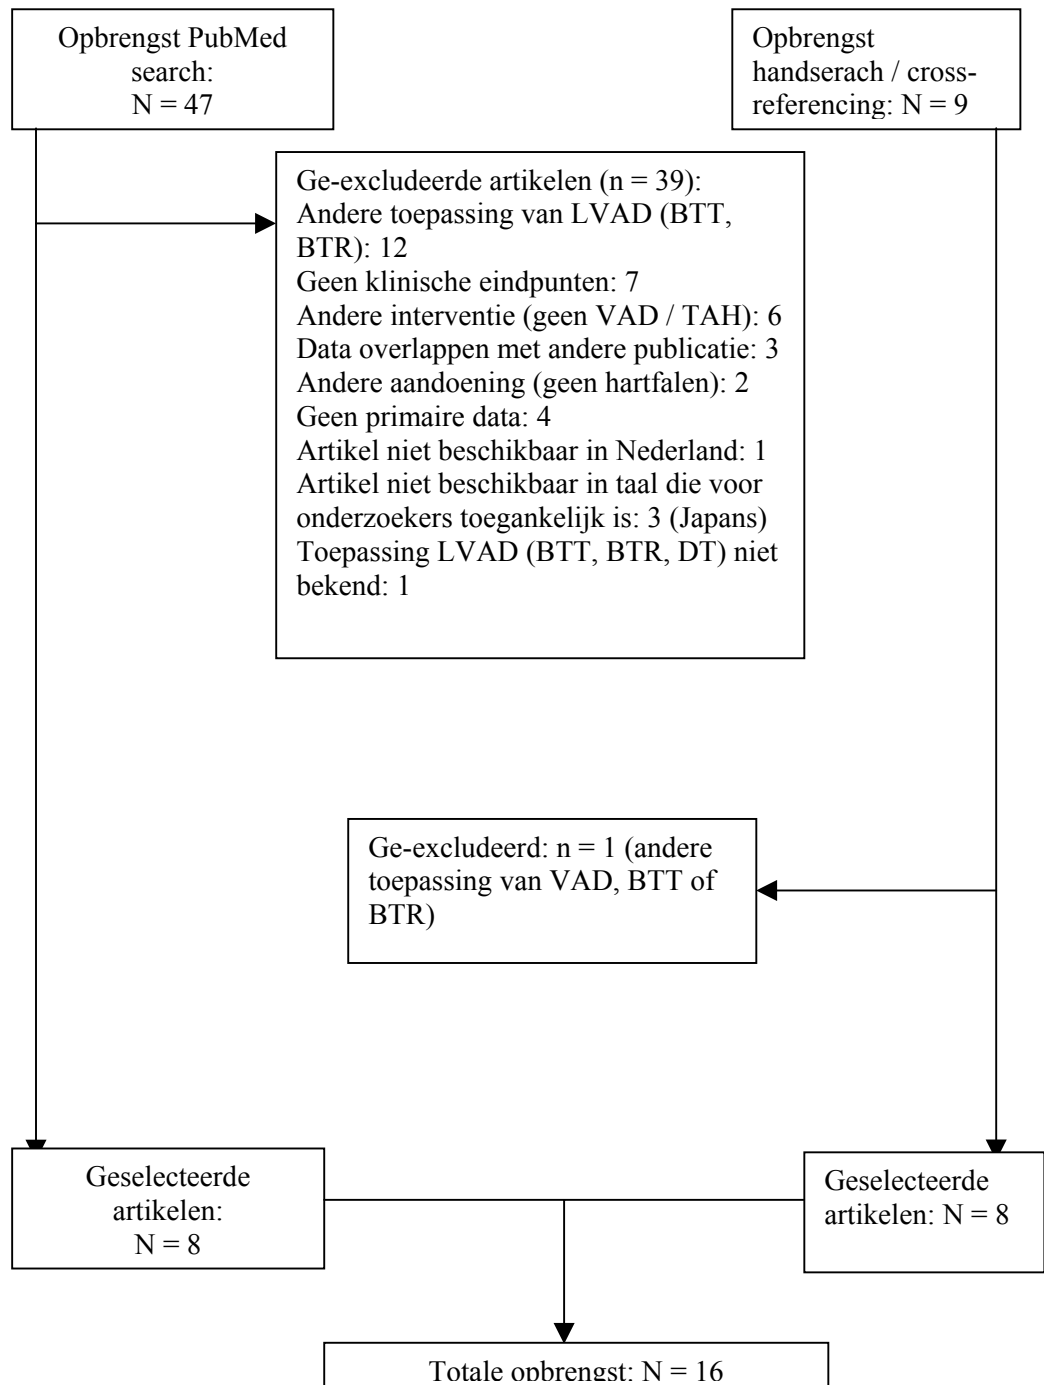 Opbrengst PubMed
search:
N = 47
Opbrengst
handserach / cross-
referencing: N = 9
Ge-excludeerde artikelen (n = 39):
Andere toepassing van LVAD (BTT,
BTR): 12
Geen klinische eindpunten: 7
Andere interventie (geen VAD / TAH): 6
Data overlappen met andere publicatie: 3
Andere aandoening (geen hartfalen): 2
Geen primaire data: 4
Artikel niet beschikbaar in Nederland: 1
Artikel niet beschikbaar in taal die voor
onderzoekers toegankelijk is: 3 (Japans)
Toepassing LVAD (BTT, BTR, DT) niet
bekend: 1
Ge-excludeerd: n = 1 (andere
toepassing van VAD, BTT of
BTR)
Geselecteerde
artikelen:
N = 8
Geselecteerde
artikelen: N = 8
Totale opbrengst: N = 16